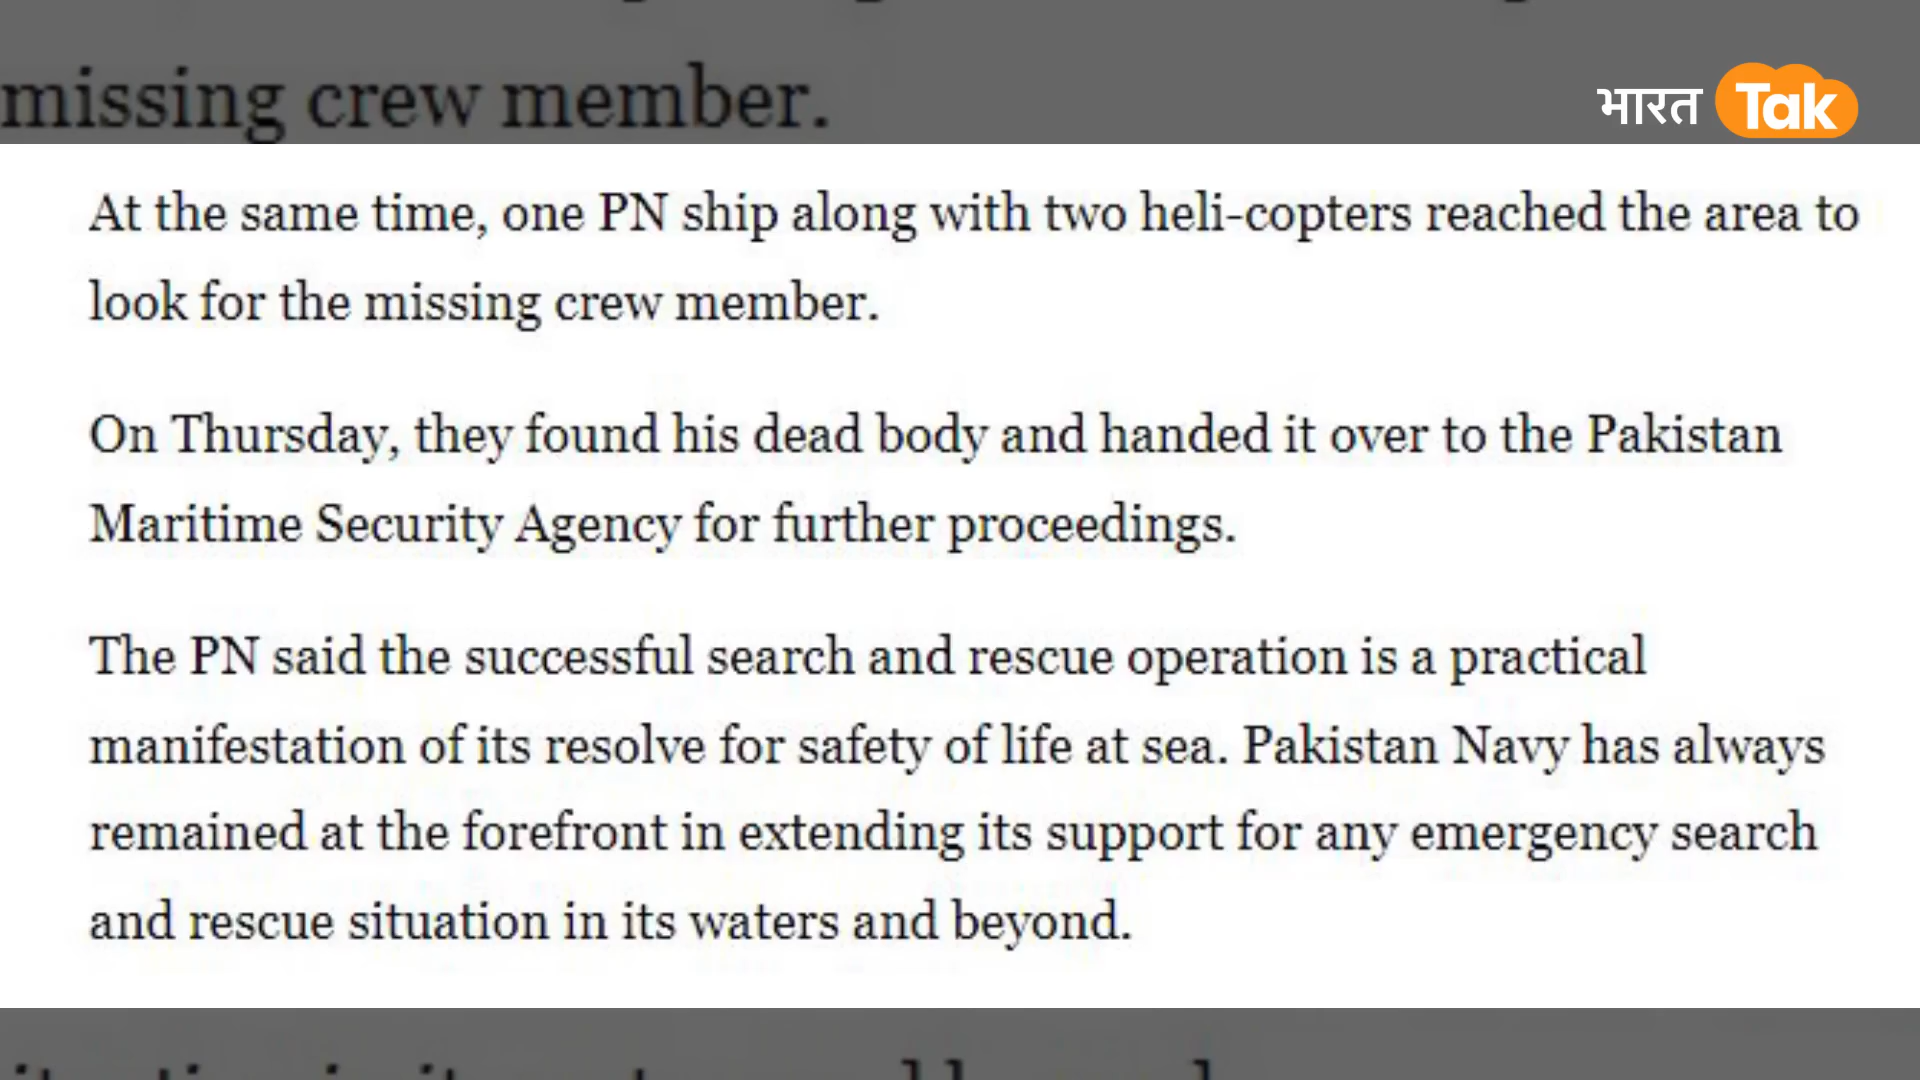 missing crew member.
भारत Tak
At the same time, one PN ship along with two heli-copters reached the area to
look for the missing crew member.
On Thursday, they found his dead body and handed it over to the Pakistan
Maritime Security Agency for further proceedings.
The PN said the successful search and rescue operation is a practical
manifestation of its resolve for safety of life at sea. Pakistan Navy has always
remained at the forefront in extending its support for any emergency search
and rescue situation in its waters and beyond.